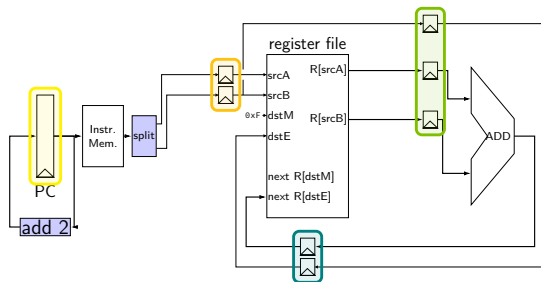 register file
srcA
srcB
0xF
dstM
dstE
next R[dstM]
next R[dstE]
R[srcA]
R[srcB]
Instr.
Mem.
split
ADD
PC
add 2